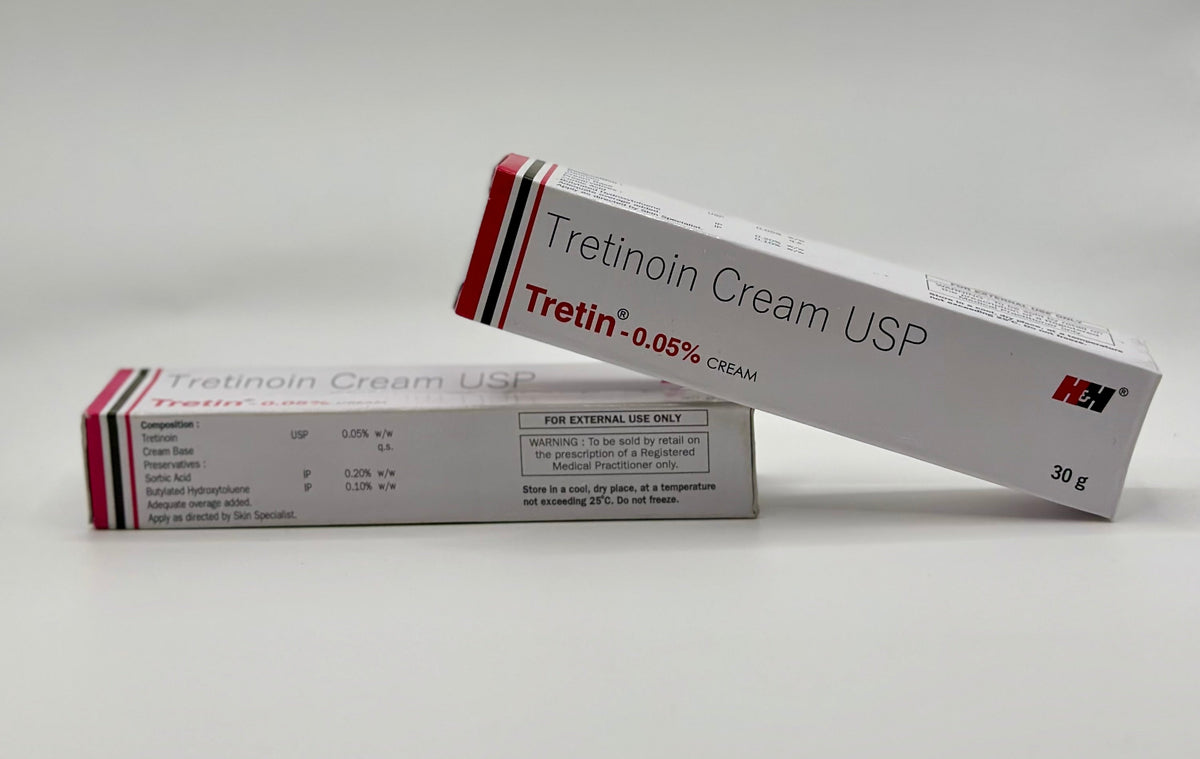 Tretinoin Cream USP
Tretin® -0.05% CREAM
H&H ®
30 g
FOR EXTERNAL USE ONLY
Tretinoin Cream USP
Tretin® -0.05% CREAM
Composition :
Tretinoin USP 0.05% w/w
Cream Base q.s.
Preservatives :
Sorbic Acid IP 0.20% w/w
Butylated Hydroxytoluene IP 0.10% w/w
Adequate overage added.
Apply as directed by Skin Specialist.
FOR EXTERNAL USE ONLY
WARNING : To be sold by retail on
the prescription of a Registered
Medical Practitioner only.
Store in a cool, dry place, at a temperature
not exceeding 25°C. Do not freeze.